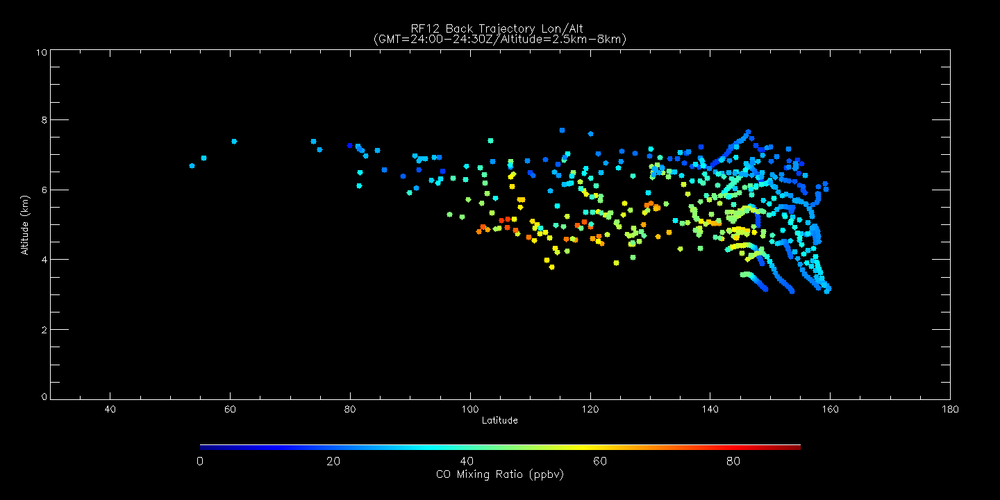 RF12 Back Trajectory Lon/Alt
(GMT=24:00-24:30Z/Altitude=2.5km-8km)
10
8
6
4
2
0
Altitude (km)
40 60 80 100 120 140 160 180
Latitude
0 20 40 60 80
CO Mixing Ratio (ppbv)